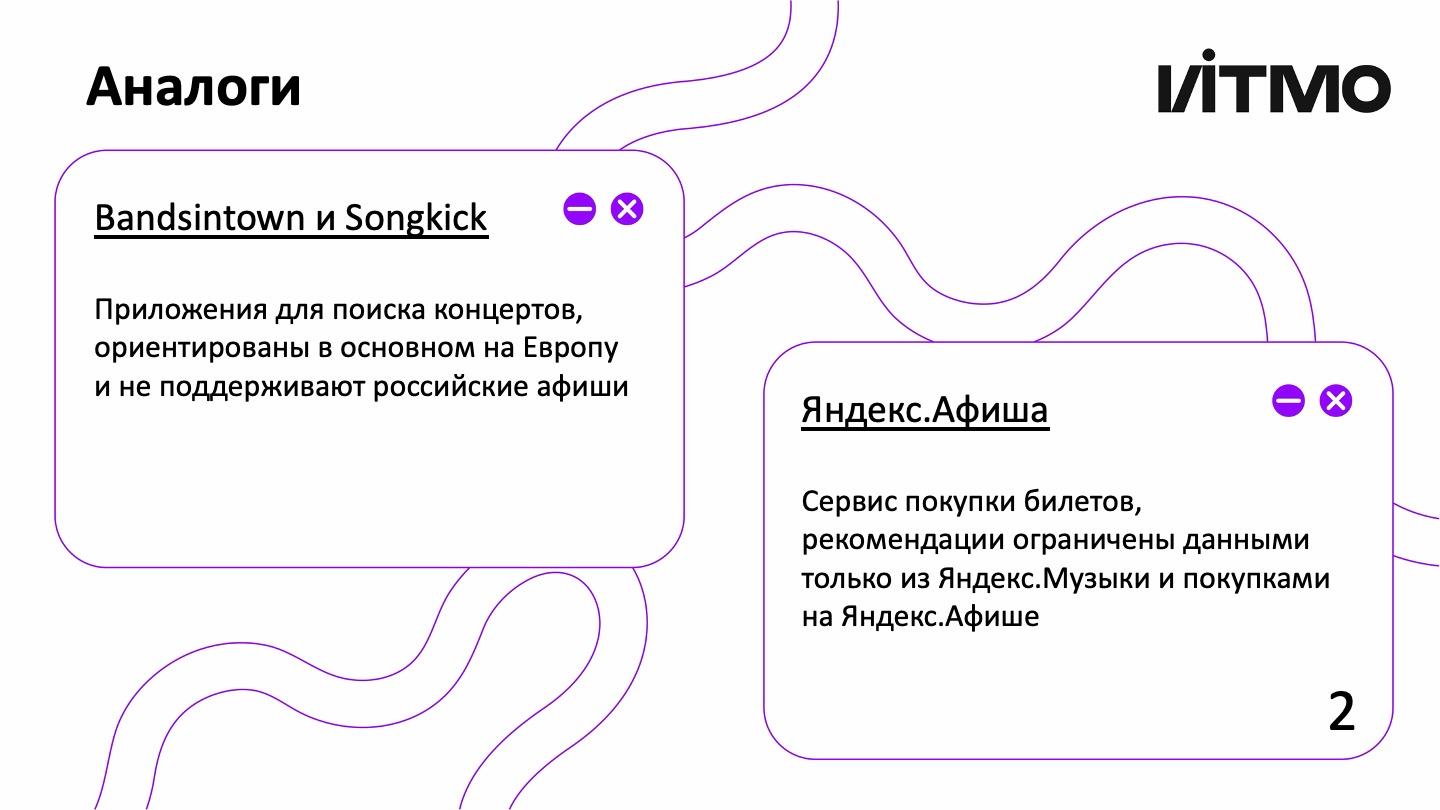 Аналоги
ITMO
Bandsintown и Songkick
Приложения для поиска концертов,
ориентированы в основном на Европу
и не поддерживают российские афиши
Яндекс.Афиша
Сервис покупки билетов,
рекомендации ограничены данными
только из Яндекс.Музыки и покупками
на Яндекс.Афише
2